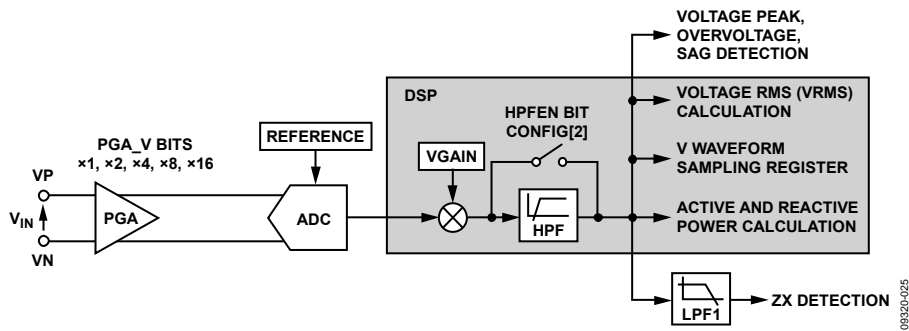 VOLTAGE PEAK,
OVERVOLTAGE,
SAG DETECTION
DSP
VOLTAGE RMS (VRMS)
CALCULATION
HPFEN BIT
CONFIG[2]
PGA_V BITS
×1, ×2, ×4, ×8, ×16
REFERENCE
VGAIN
V WAVEFORM
SAMPLING REGISTER
VP
VIN
VN
PGA
ADC
HPF
ACTIVE AND REACTIVE
POWER CALCULATION
LPF1
ZX DETECTION
09320-025